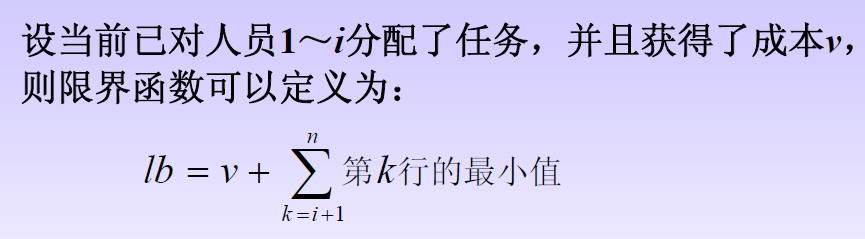 设当前已对人员1～i分配了任务，并且获得了成本v，
则限界函数可以定义为：
lb = v + \sum_{k=i+1}^{n} 第k行的最小值